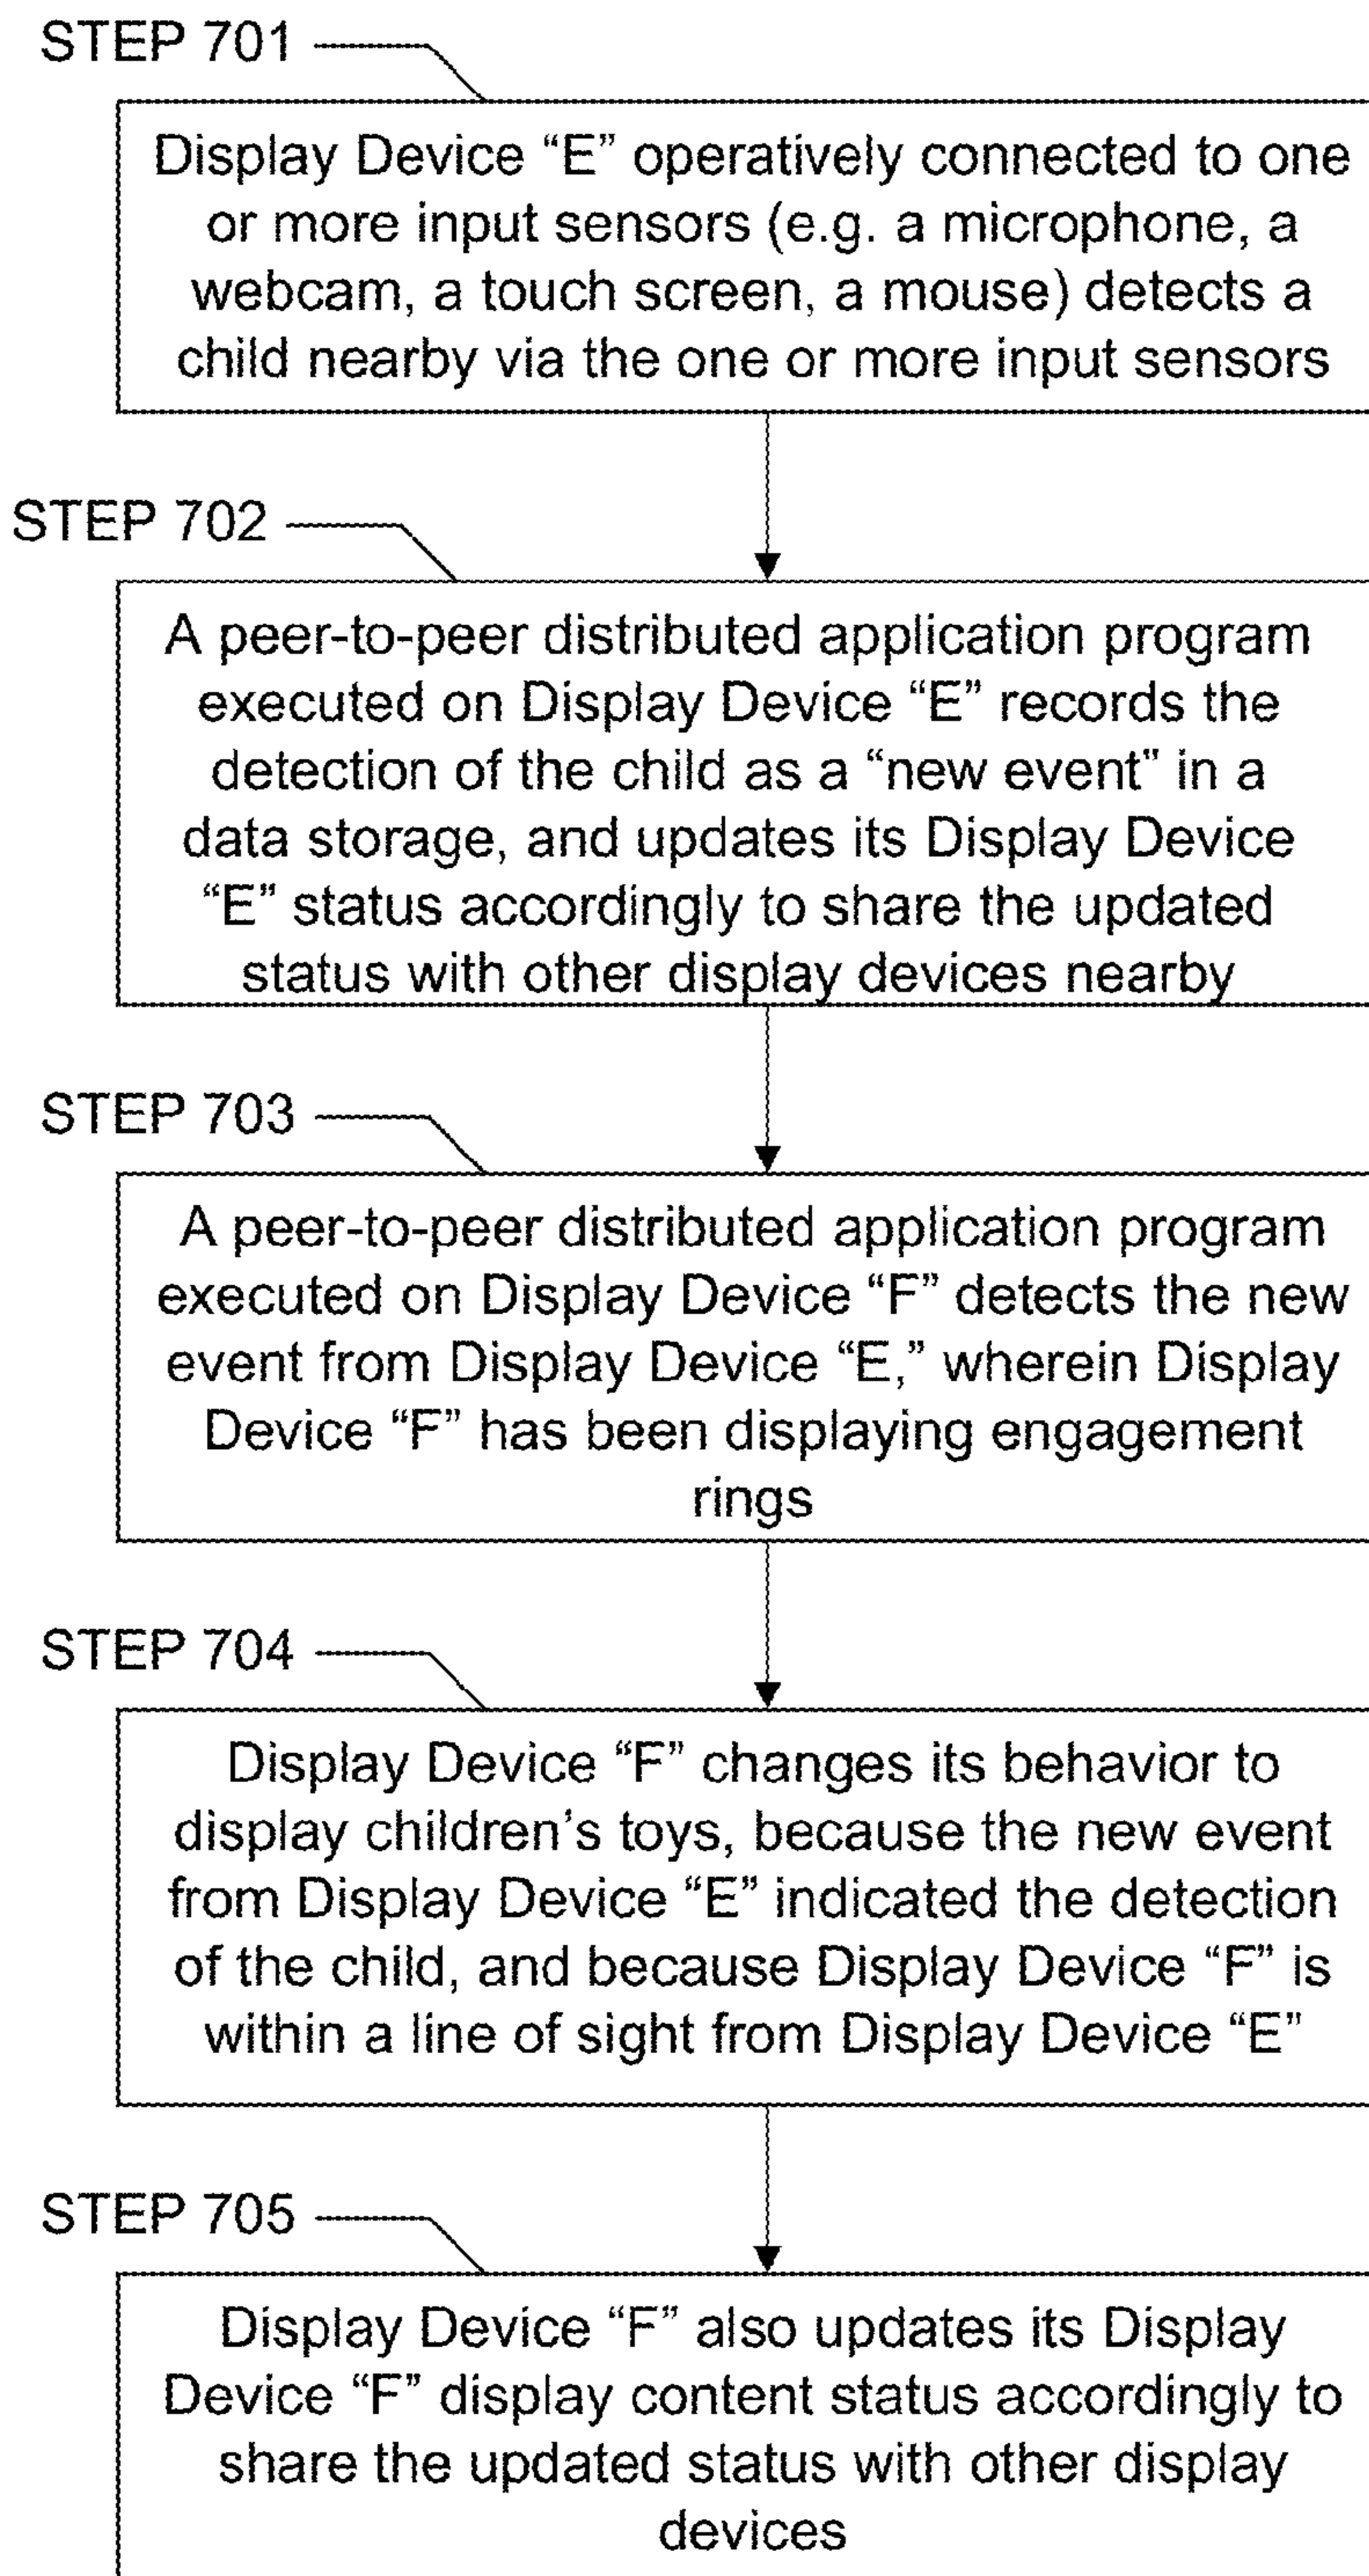 STEP 701
Display Device “E” operatively connected to one
or more input sensors (e.g. a microphone, a
webcam, a touch screen, a mouse) detects a
child nearby via the one or more input sensors
STEP 702
A peer-to-peer distributed application program
executed on Display Device “E” records the
detection of the child as a “new event” in a
data storage, and updates its Display Device
“E” status accordingly to share the updated
status with other display devices nearby
STEP 703
A peer-to-peer distributed application program
executed on Display Device “F” detects the new
event from Display Device “E,” wherein Display
Device “F” has been displaying engagement
rings
STEP 704
Display Device “F” changes its behavior to
display children’s toys, because the new event
from Display Device “E” indicated the detection
of the child, and because Display Device “F” is
within a line of sight from Display Device “E”
STEP 705
Display Device “F” also updates its Display
Device “F” display content status accordingly to
share the updated status with other display
devices